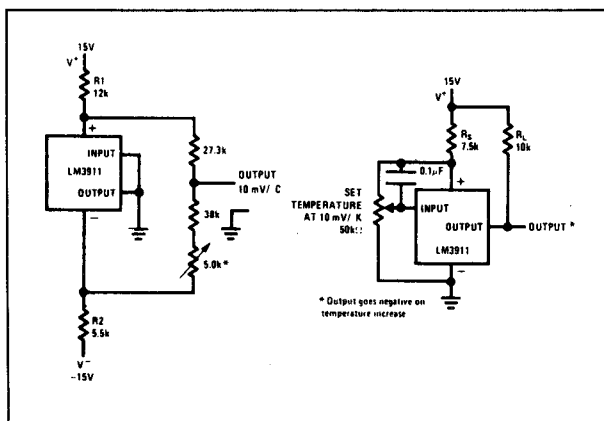 15V
V+
R1
12k
+
INPUT
LM3911
OUTPUT
−
27.3k
OUTPUT
10 mV/ C
38k
5.0k*
R2
5.5k
V−
−15V
15V
V+
RS
7.5k
RL
10k
0.1µF
SET
TEMPERATURE
AT 10 mV/ K
50kΩ
+
INPUT
OUTPUT
LM3911
−
OUTPUT *
* Output goes negative on
temperature increase